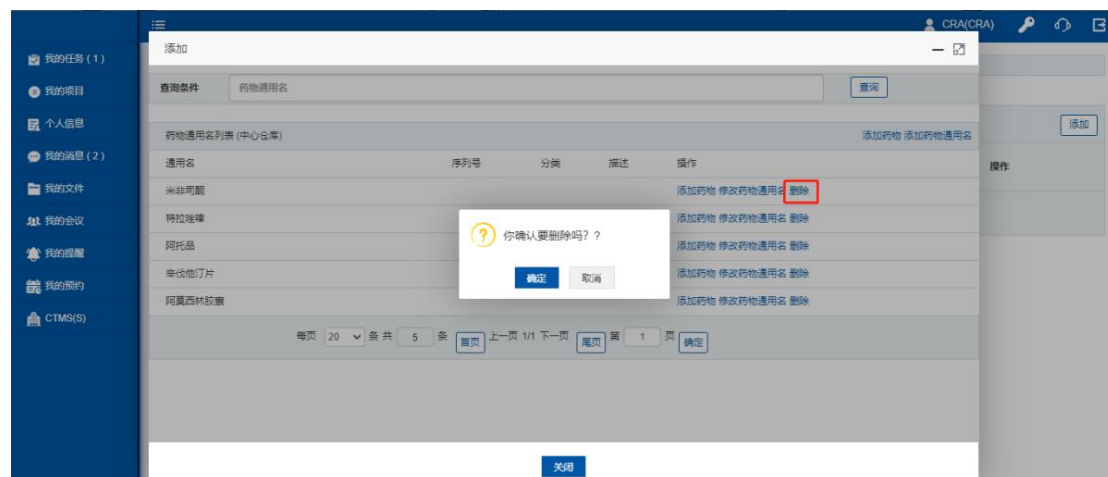 CRA(CRA)
我的任务 (1)
我的项目
个人信息
我的消息 (2)
我的文件
我的会议
我的提醒
我的预约
CTMS(S)
添加
查询条件 药物通用名 查询
药物通用名列表 (中心仓库) 添加药物 添加药物通用名
通用名 序列号 分类 描述 操作
米非司酮 添加药物 修改药物通用名 删除
特拉唑嗪 添加药物 修改药物通用名 删除
阿托品 添加药物 修改药物通用名 删除
辛伐他汀片 添加药物 修改药物通用名 删除
阿莫西林胶囊 添加药物 修改药物通用名 删除
每页 20 条 共 5 条 首页 上一页 1/1 下一页 尾页 第 1 页 确定
你确认要删除吗？?
确定 取消
关闭
添加
操作